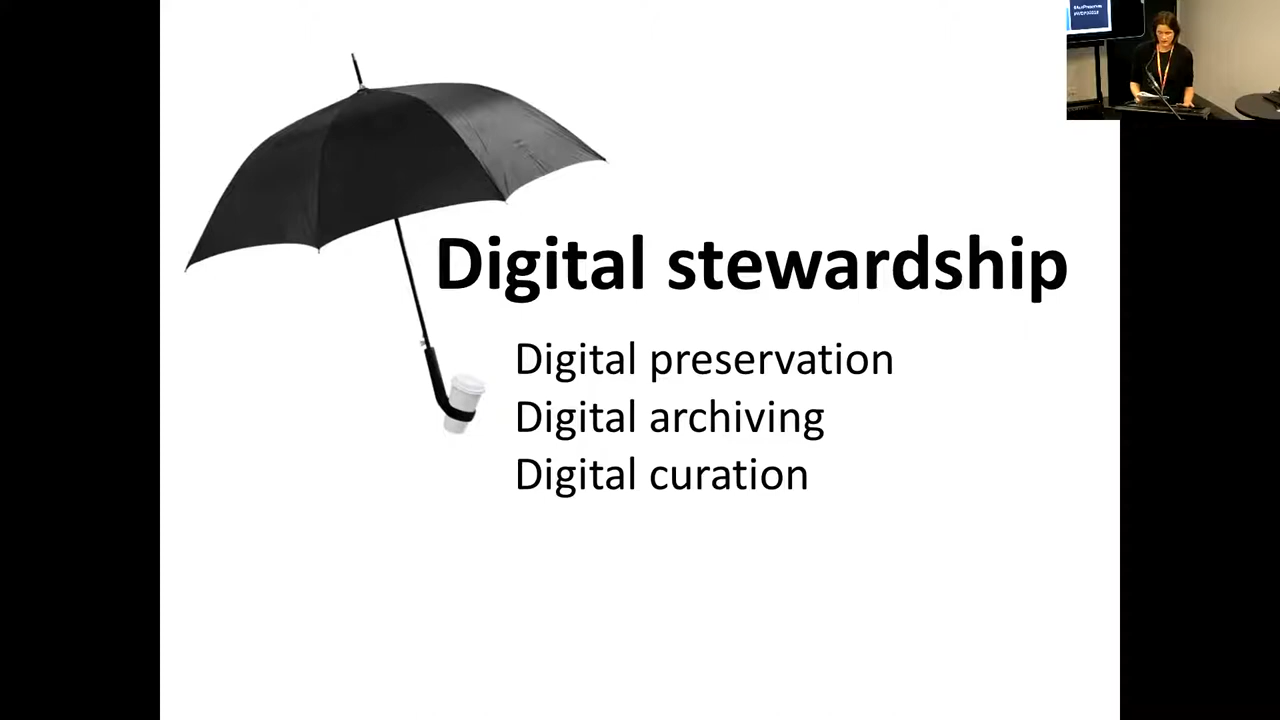 Digital stewardship
Digital preservation
Digital archiving
Digital curation